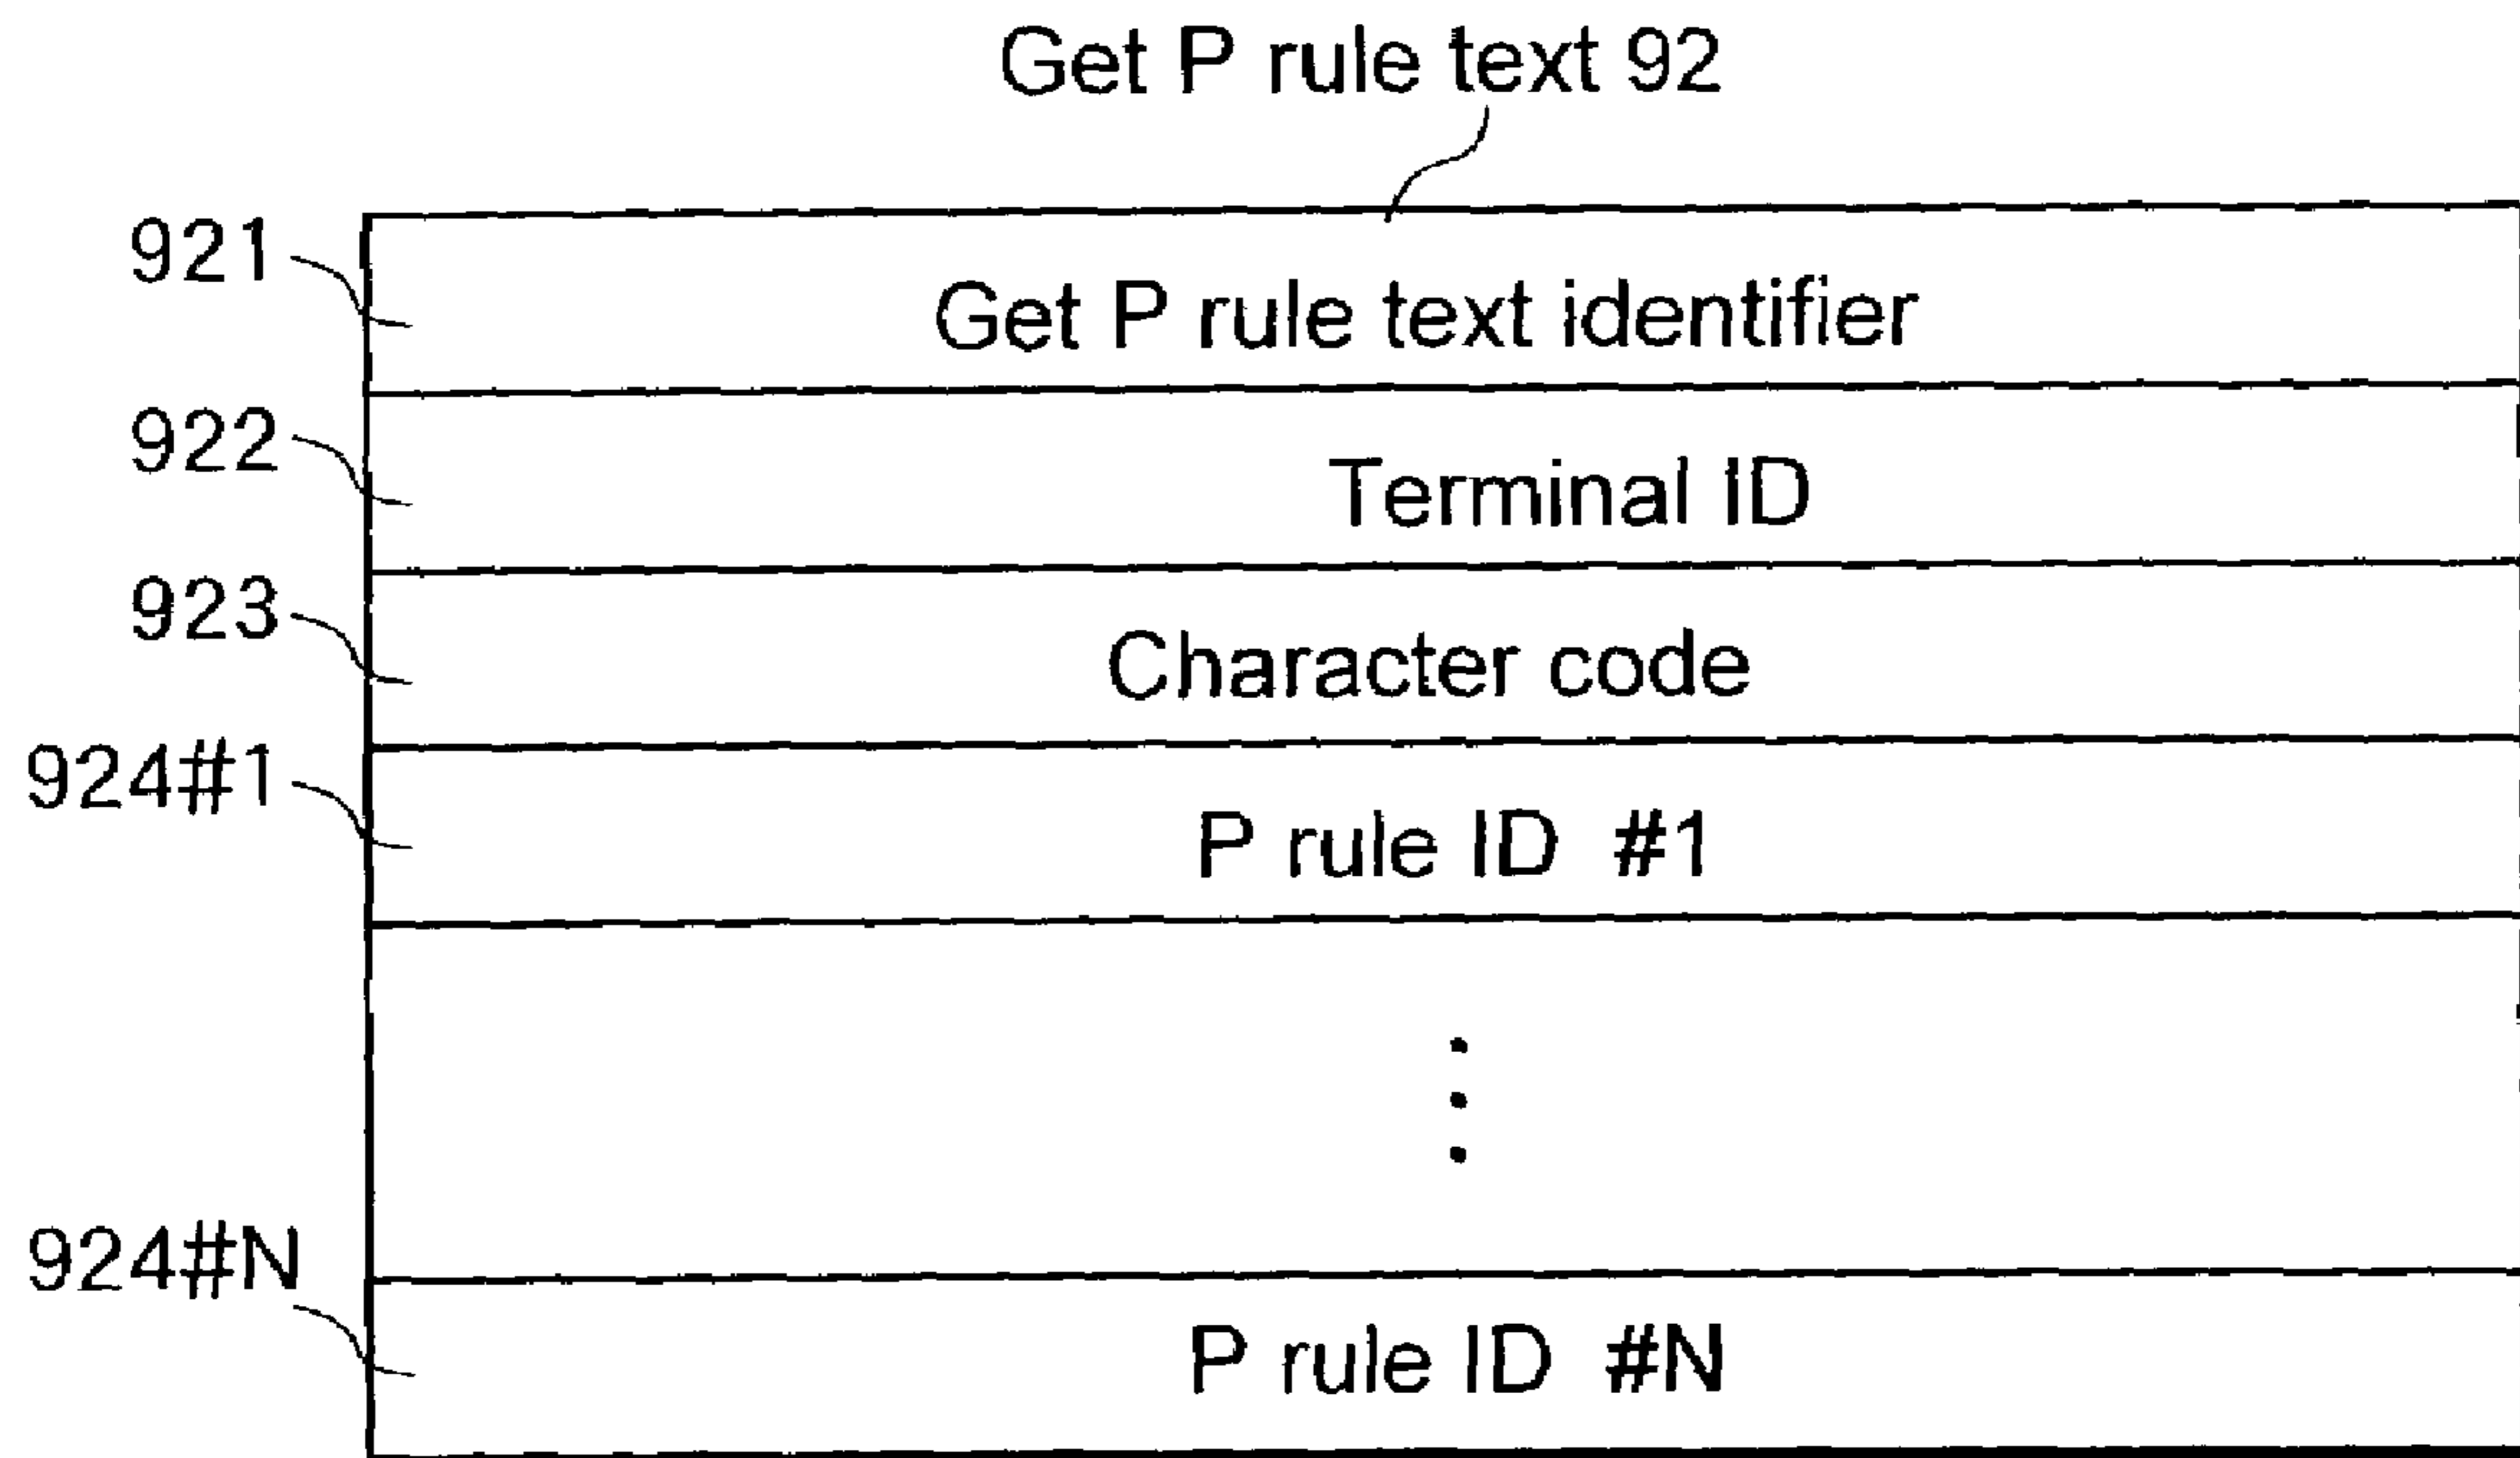 Get P rule text 92
921
Get P rule text identifier
922
Terminal ID
923
Character code
924#1
P rule ID #1
924#N
P rule ID #N